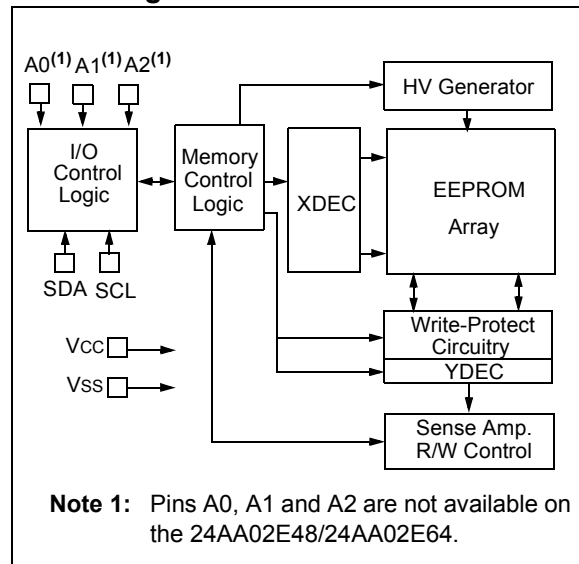 A0(1) A1(1) A2(1)
HV Generator
I/O
Control
Logic
Memory
Control
Logic
XDEC
EEPROM
Array
SDA SCL
Write-Protect
Circuitry
YDEC
VCC
VSS
Sense Amp.
R/W Control
Note 1: Pins A0, A1 and A2 are not available on
the 24AA02E48/24AA02E64.